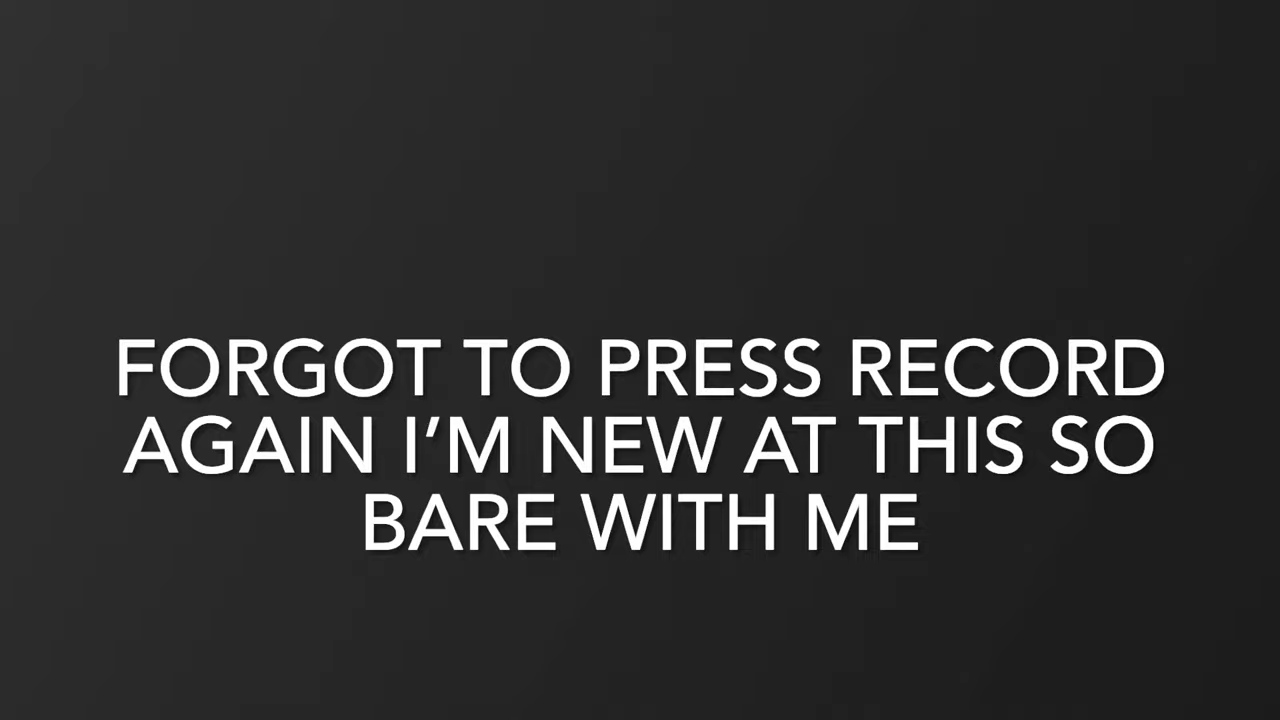 FORGOT TO PRESS RECORD
AGAIN I’M NEW AT THIS SO
BARE WITH ME